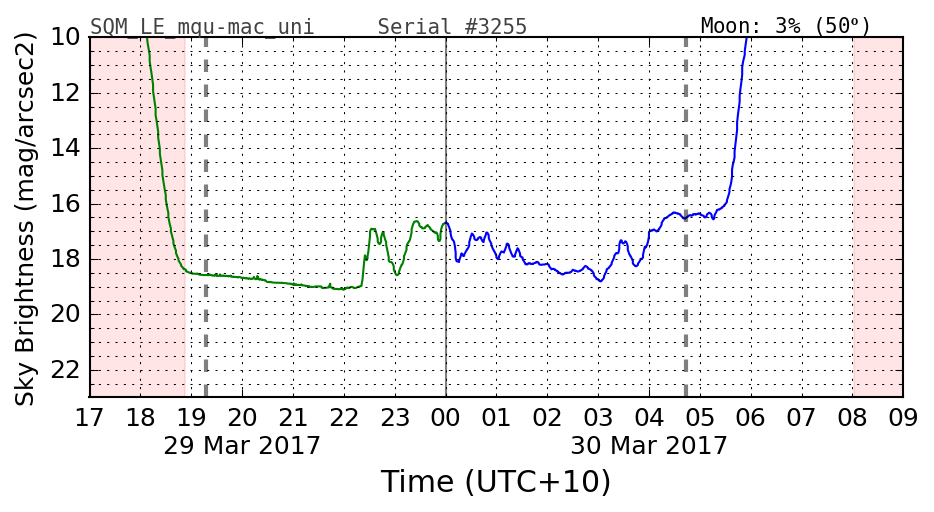 SQM_LE_mqu-mac_uni Serial #3255 Moon: 3% (50°)
Sky Brightness (mag/arcsec2)
10
12
14
16
18
20
22
17 18 19 20 21 22 23 00 01 02 03 04 05 06 07 08 09
29 Mar 2017 30 Mar 2017
Time (UTC+10)